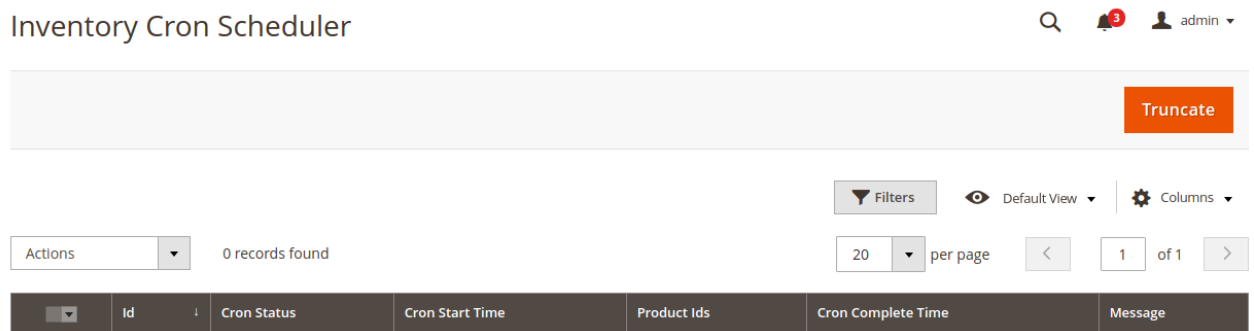 Inventory Cron Scheduler
3
admin
Truncate
Filters
Default View
Columns
Actions
0 records found
20
per page
1
of 1
Id
Cron Status
Cron Start Time
Product Ids
Cron Complete Time
Message